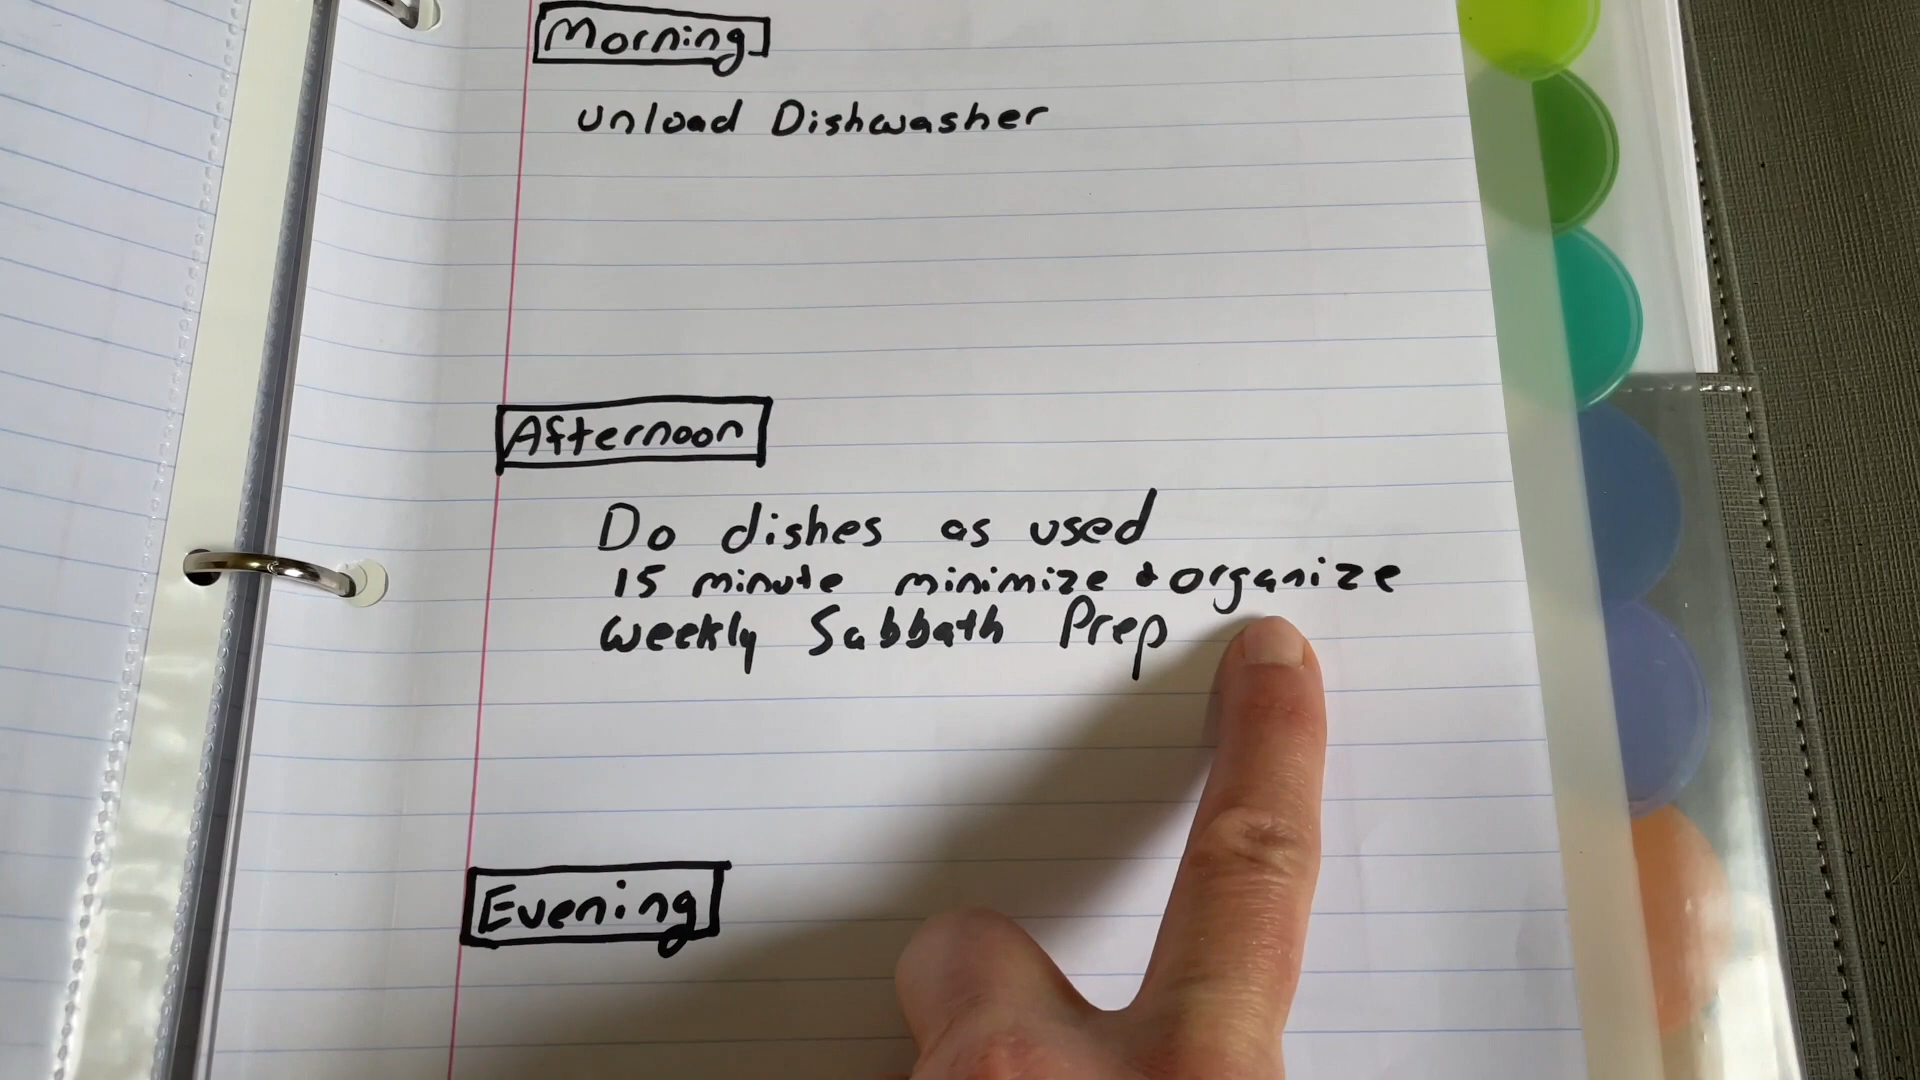 Morning
unload Dishwasher
Afternoon
Do dishes as used
15 minute minimize + organize
weekly Sabbath Prep
Evening